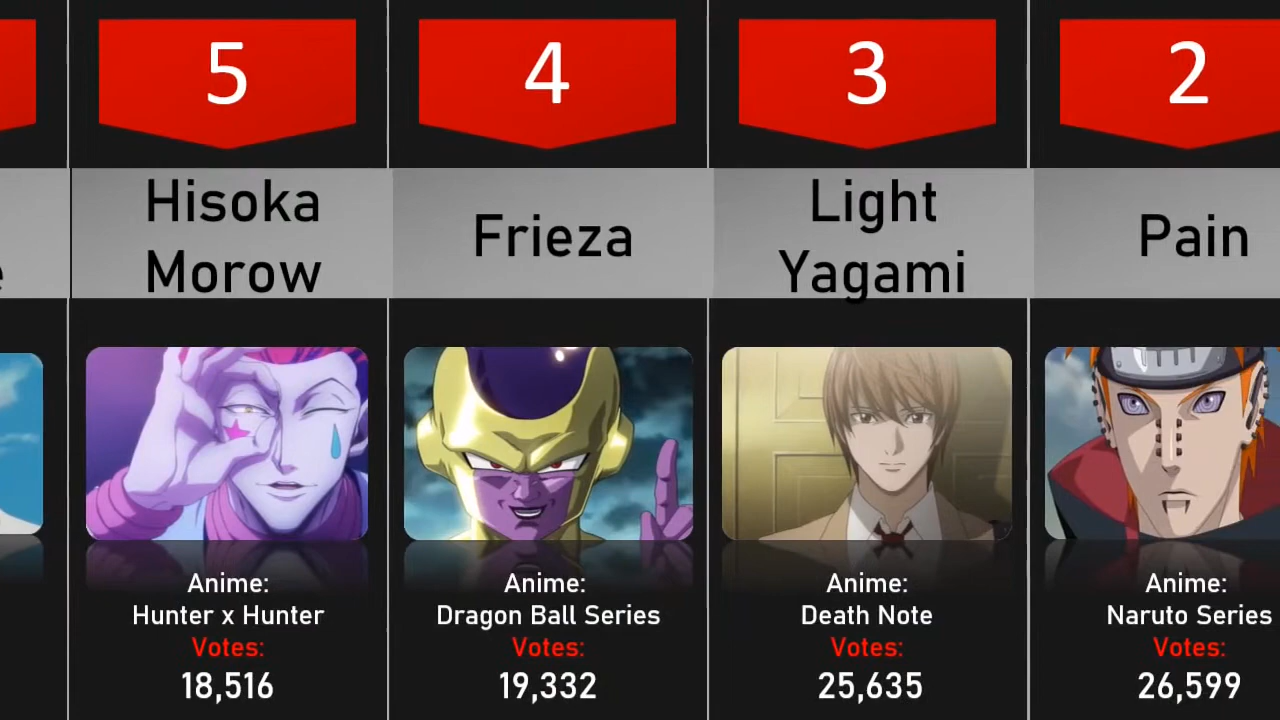 5
Hisoka
Morow
Anime:
Hunter x Hunter
Votes:
18,516
4
Frieza
Anime:
Dragon Ball Series
Votes:
19,332
3
Light
Yagami
Anime:
Death Note
Votes:
25,635
2
Pain
Anime:
Naruto Series
Votes:
26,599